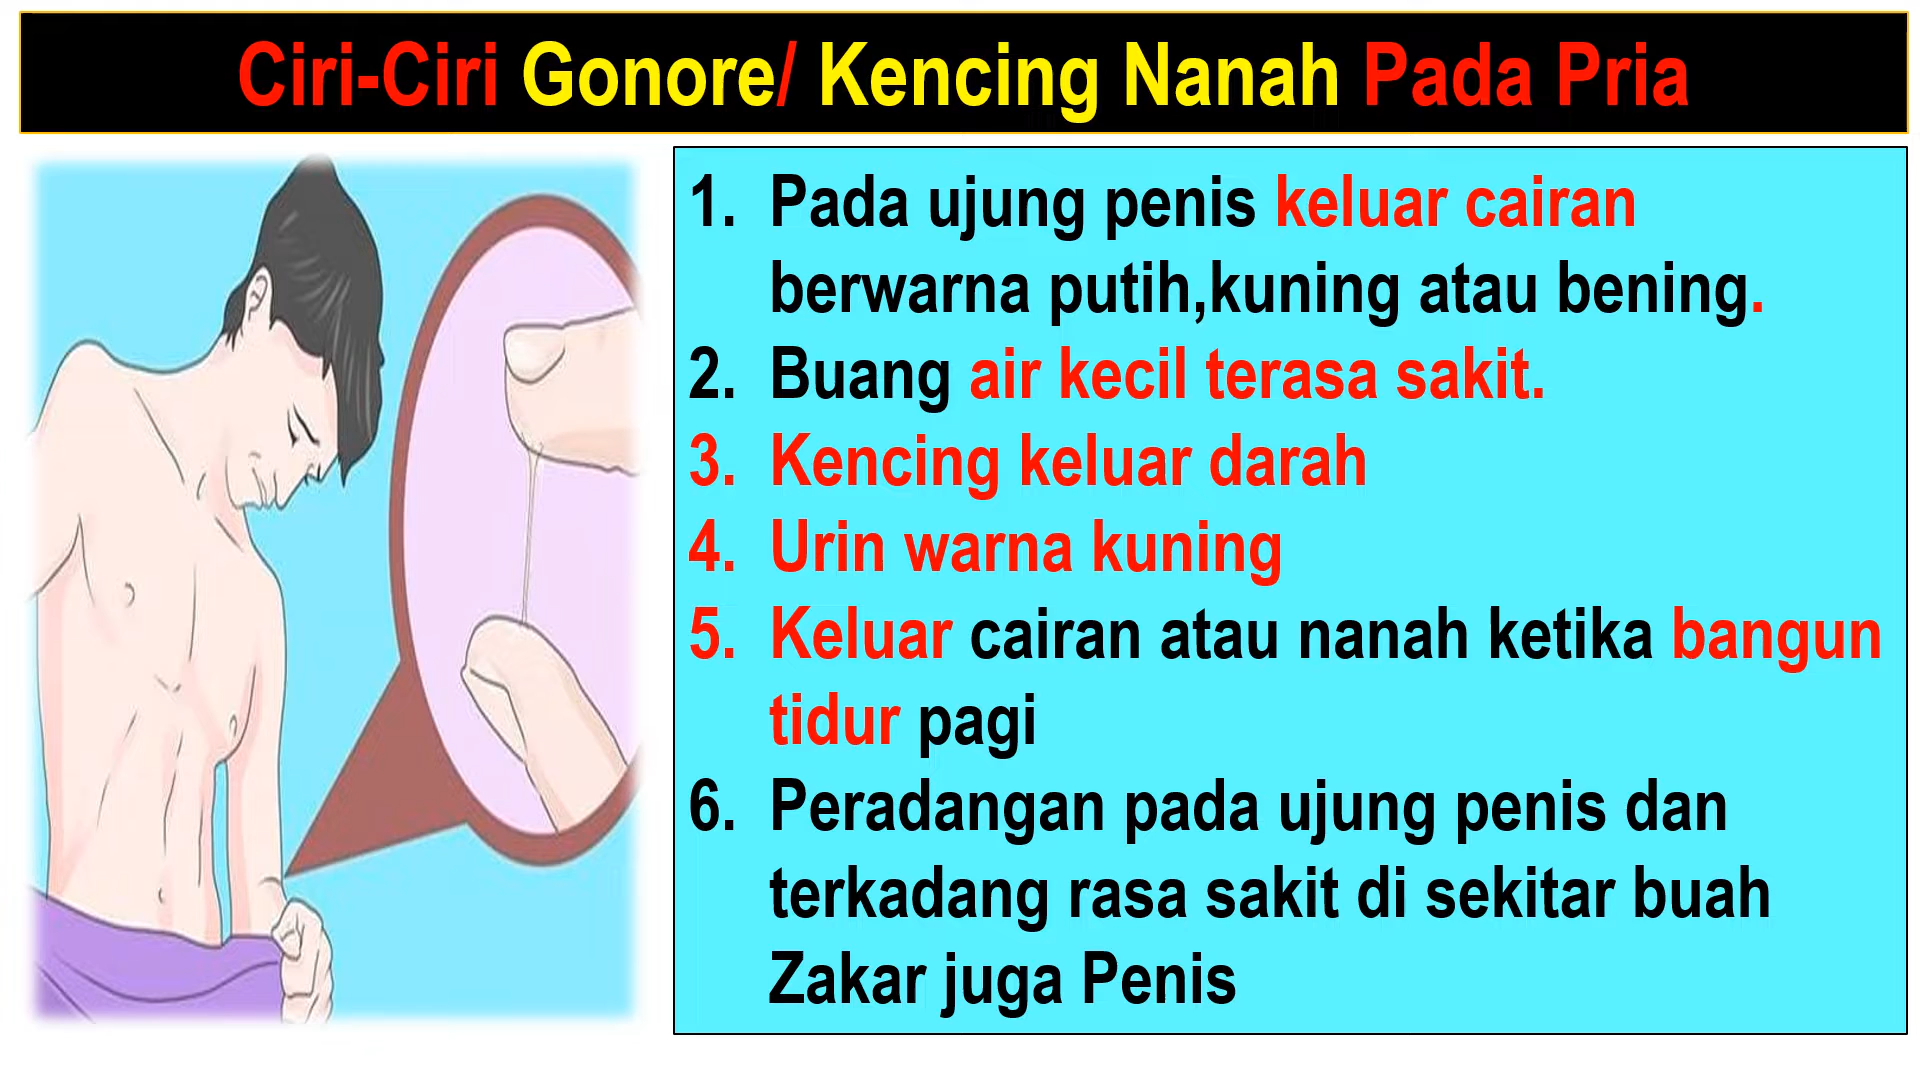 Ciri-Ciri Gonore/ Kencing Nanah Pada Pria
1. Pada ujung penis keluar cairan
berwarna putih,kuning atau bening.
2. Buang air kecil terasa sakit.
3. Kencing keluar darah
4. Urin warna kuning
5. Keluar cairan atau nanah ketika bangun
tidur pagi
6. Peradangan pada ujung penis dan
terkadang rasa sakit di sekitar buah
Zakar juga Penis